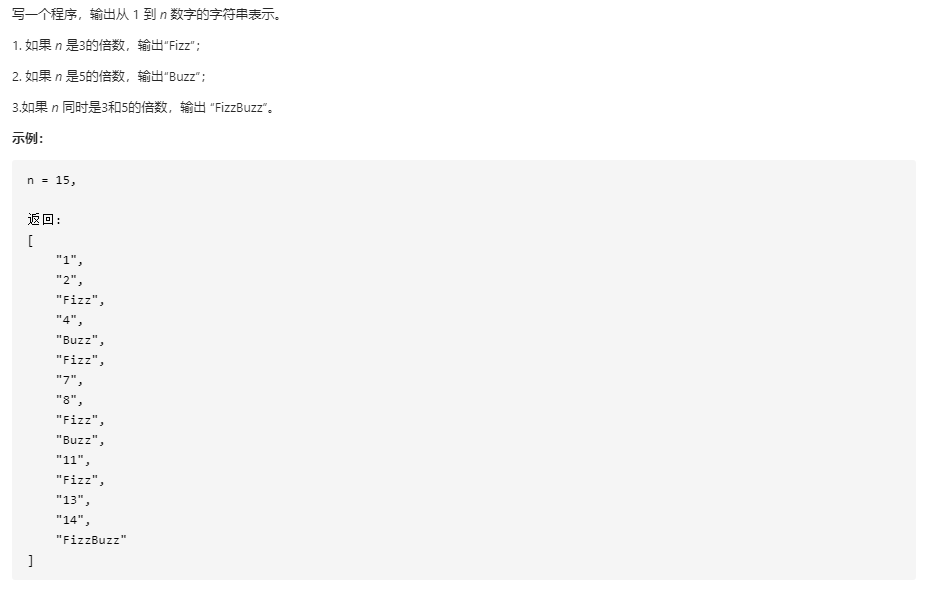 写一个程序，输出从 1 到 n 数字的字符串表示。
1. 如果 n 是3的倍数，输出“Fizz”；
2. 如果 n 是5的倍数，输出“Buzz”；
3.如果 n 同时是3和5的倍数，输出 “FizzBuzz”。
示例：
n = 15,
返回:
[
    "1",
    "2",
    "Fizz",
    "4",
    "Buzz",
    "Fizz",
    "7",
    "8",
    "Fizz",
    "Buzz",
    "11",
    "Fizz",
    "13",
    "14",
    "FizzBuzz"
]